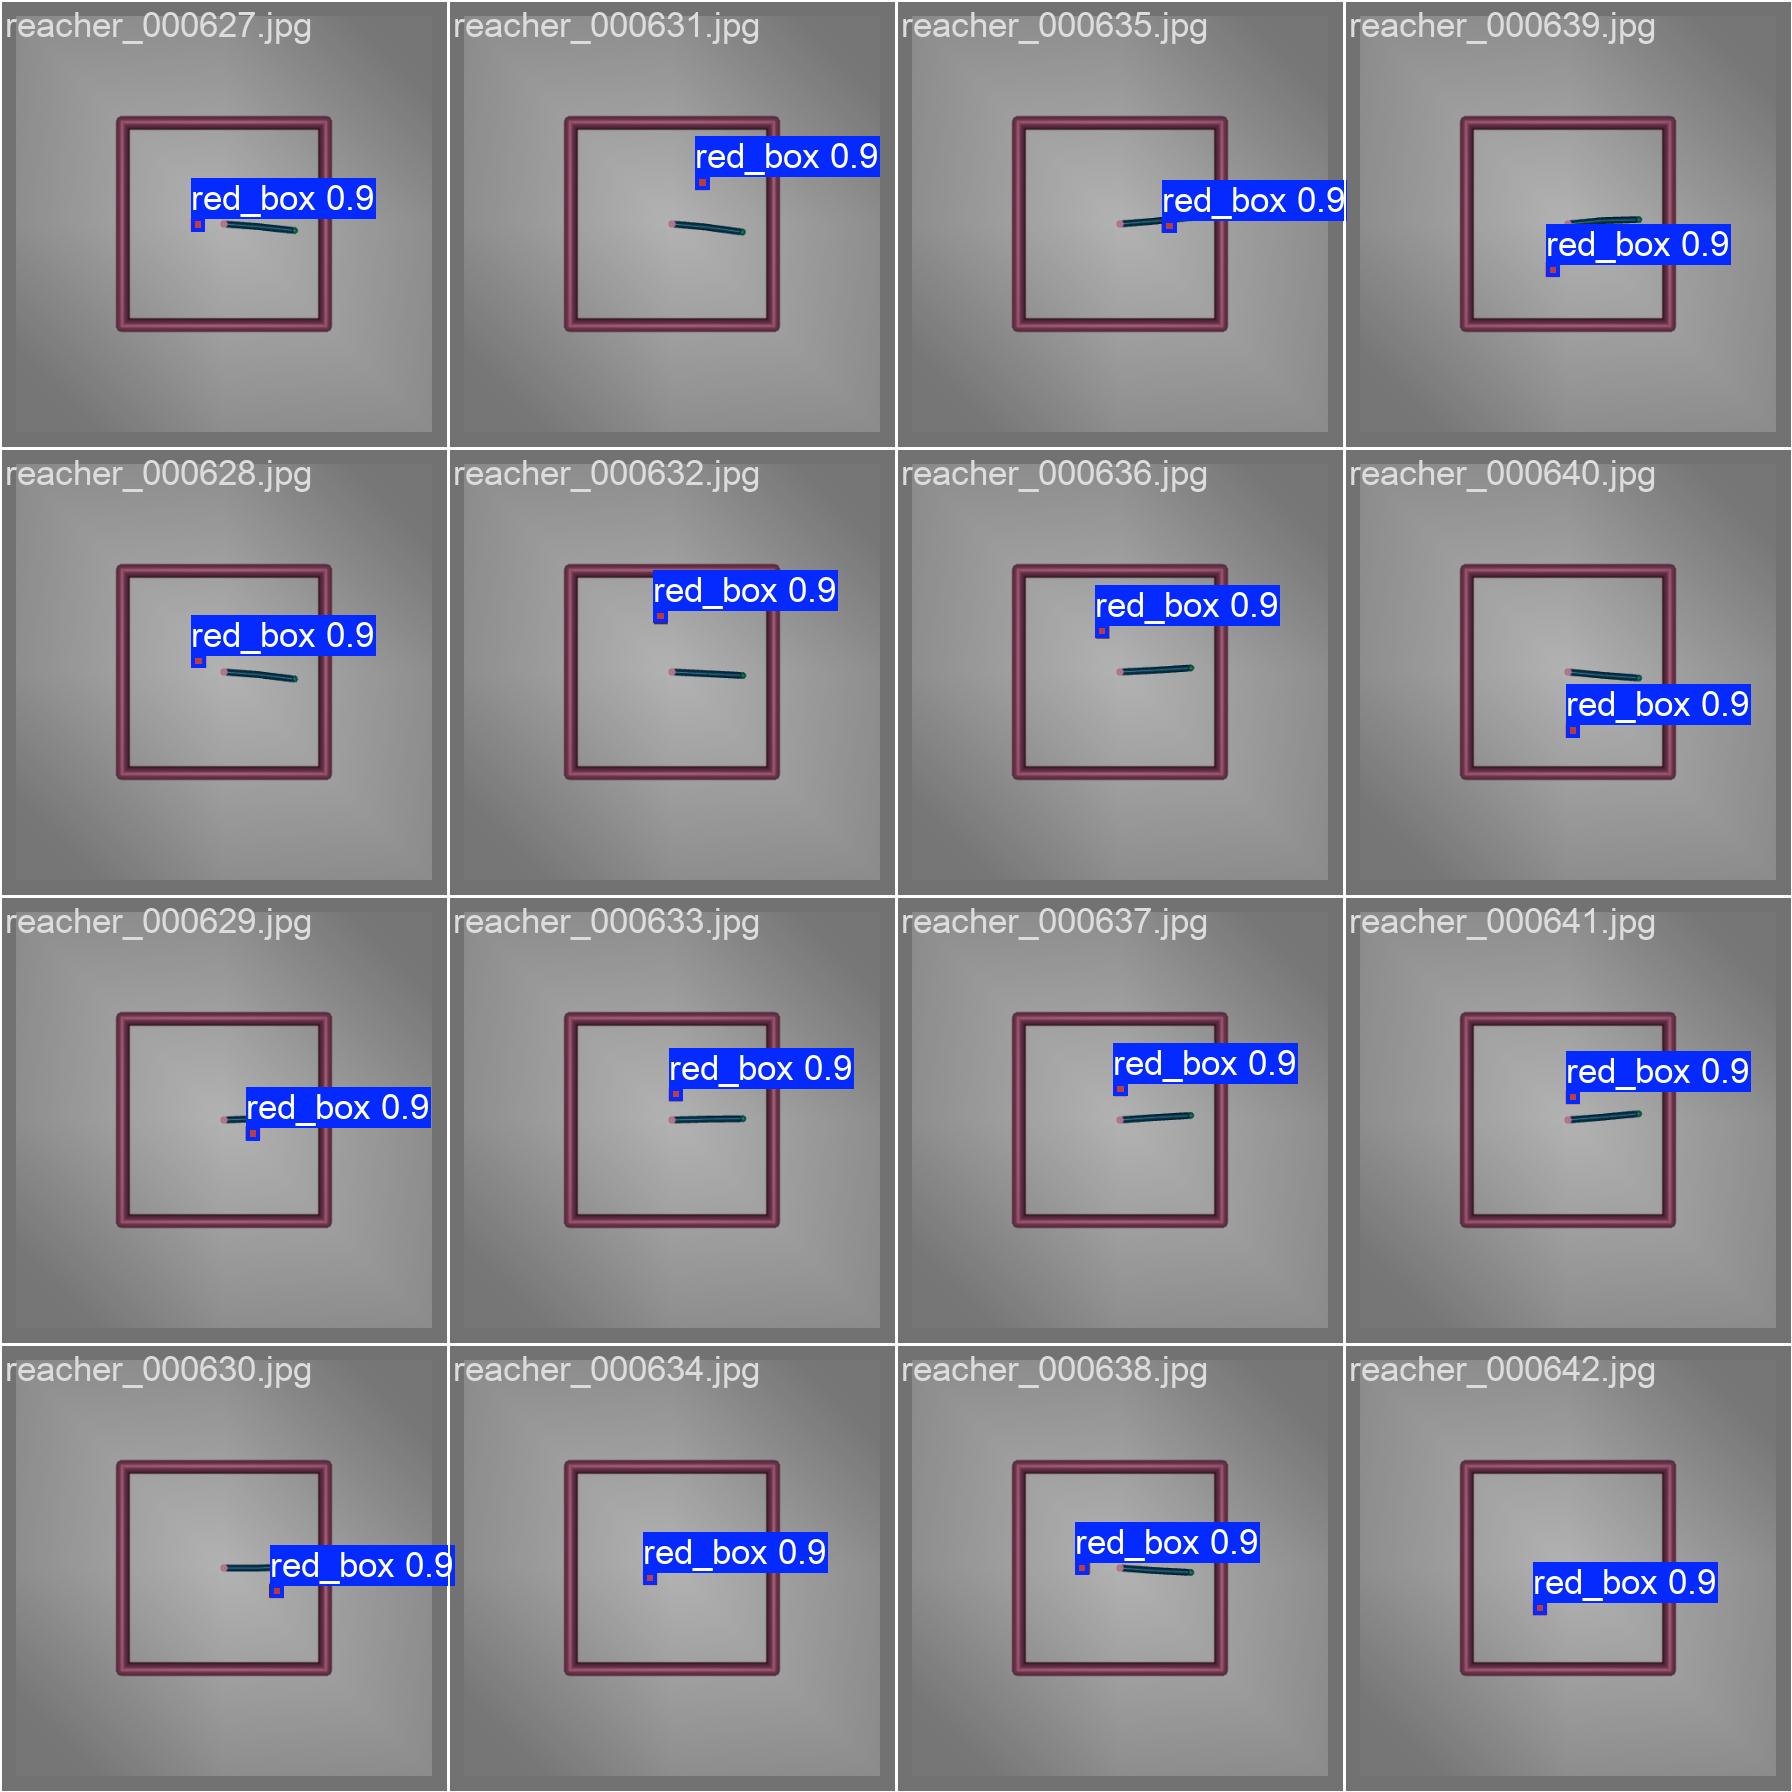 reacher_000627.jpg
red_box 0.9
reacher_000631.jpg
red_box 0.9
reacher_000635.jpg
red_box 0.9
reacher_000639.jpg
red_box 0.9
reacher_000628.jpg
red_box 0.9
reacher_000632.jpg
red_box 0.9
reacher_000636.jpg
red_box 0.9
reacher_000640.jpg
red_box 0.9
reacher_000629.jpg
red_box 0.9
reacher_000633.jpg
red_box 0.9
reacher_000637.jpg
red_box 0.9
reacher_000641.jpg
red_box 0.9
reacher_000630.jpg
red_box 0.9
reacher_000634.jpg
red_box 0.9
reacher_000638.jpg
red_box 0.9
reacher_000642.jpg
red_box 0.9